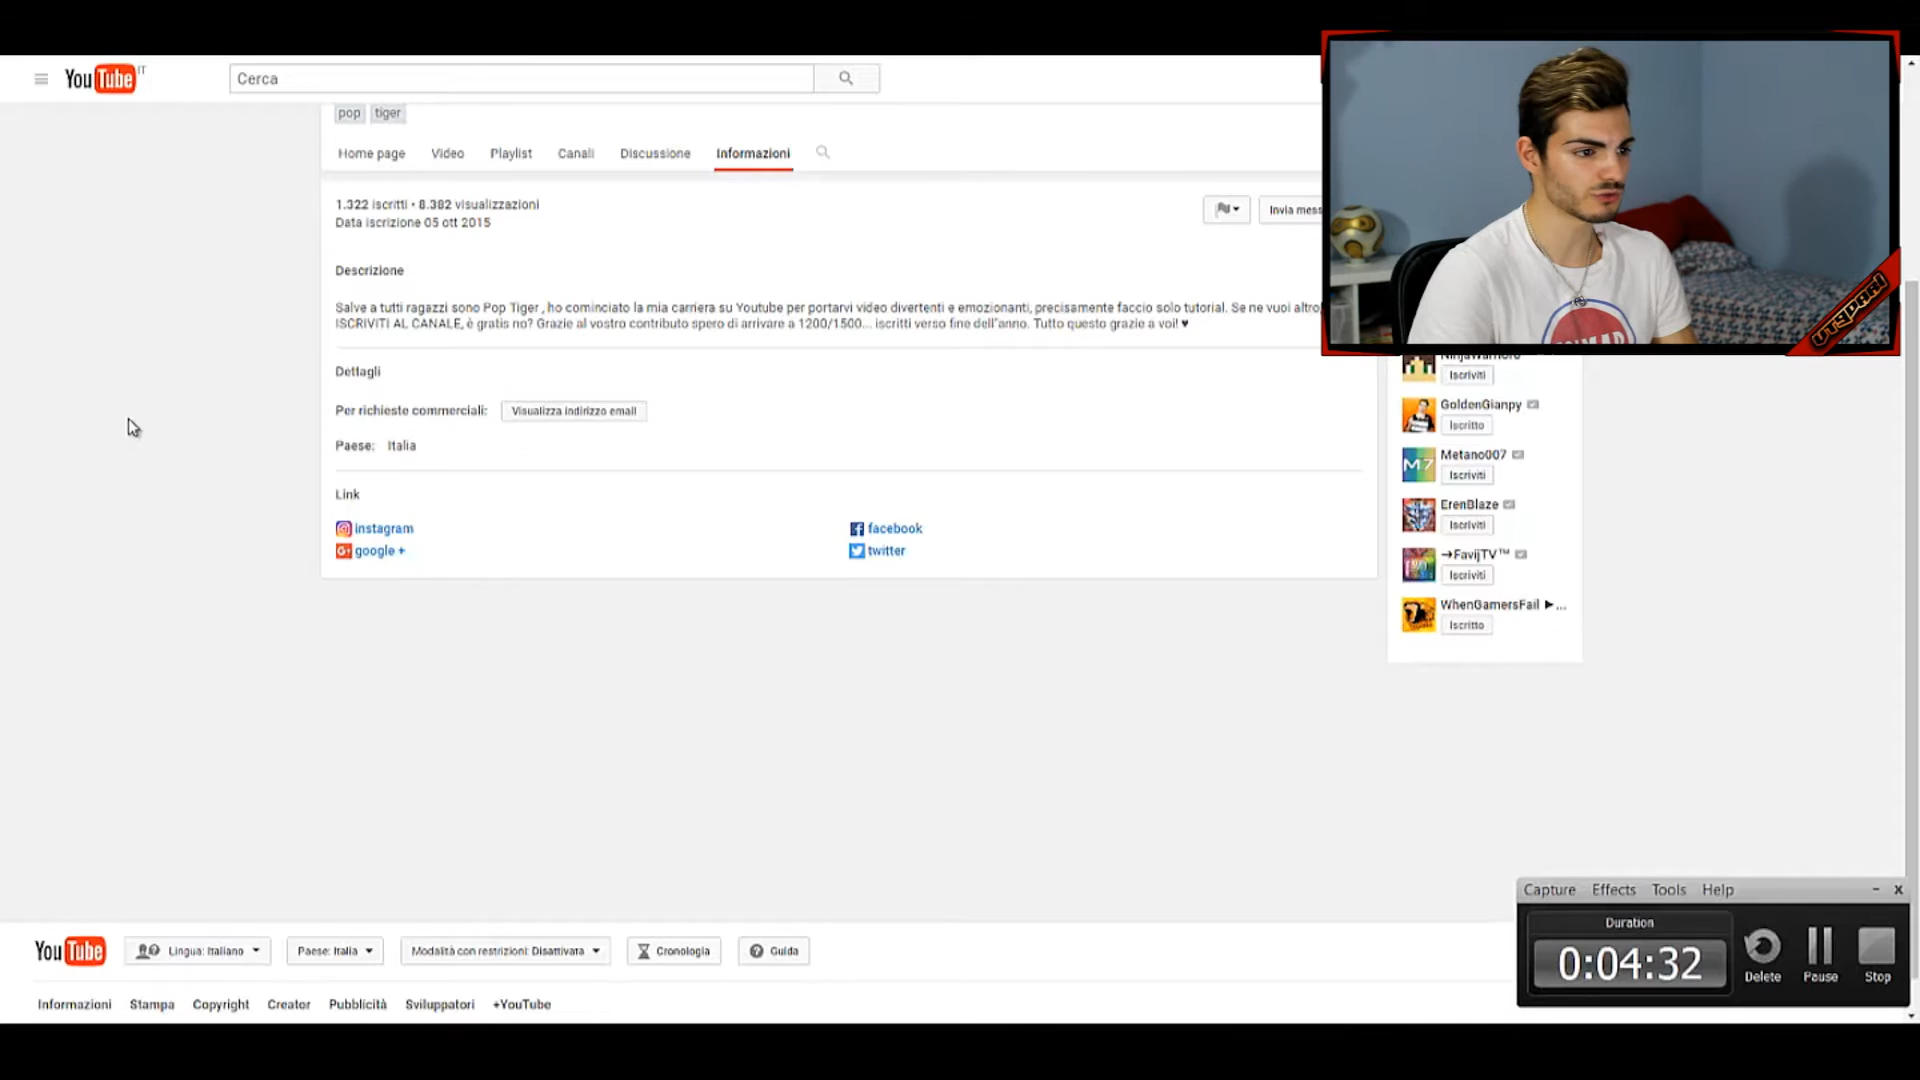 YouTube IT
Cerca
pop tiger
Home page Video Playlist Canali Discussione Informazioni
1.322 iscritti • 8.382 visualizzazioni
Data iscrizione 05 ott 2015
Invia mess
Descrizione
Salve a tutti ragazzi sono Pop Tiger , ho cominciato la mia carriera su Youtube per portarvi video divertenti e emozionanti, precisamente faccio solo tutorial. Se ne vuoi altro
ISCRIVITI AL CANALE, è gratis no? Grazie al vostro contributo spero di arrivare a 1200/1500... iscritti verso fine dell'anno. Tutto questo grazie a voi! ♥
Dettagli
Per richieste commerciali: Visualizza indirizzo email
Paese: Italia
Link
instagram
facebook
google +
twitter
UTGPARI
Iscriviti
GoldenGianpy
Iscritto
Metano007
Iscriviti
ErenBlaze
Iscriviti
→FavijTV™
Iscriviti
WhenGamersFail ►...
Iscritto
Capture Effects Tools Help
Duration
0:04:32
Delete Pause Stop
YouTube Lingua: Italiano Paese: Italia Modalità con restrizioni: Disattivata Cronologia Guida
Informazioni Stampa Copyright Creator Pubblicità Sviluppatori +YouTube